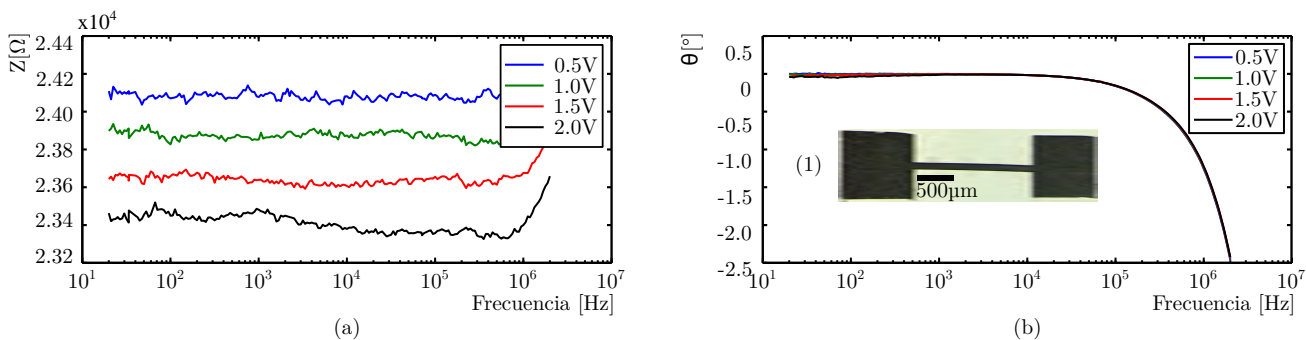 x10⁴
Z[Ω]
2.44
2.42
2.40
2.38
2.36
2.34
2.32
0.5V
1.0V
1.5V
2.0V
10¹ 10² 10³ 10⁴ 10⁵ 10⁶ 10⁷
Frecuencia [Hz]
(a)
θ[°]
0.5
0
-0.5
-1.0
-1.5
-2.0
-2.5
0.5V
1.0V
1.5V
2.0V
(1)
500µm
10¹ 10² 10³ 10⁴ 10⁵ 10⁶ 10⁷
Frecuencia [Hz]
(b)